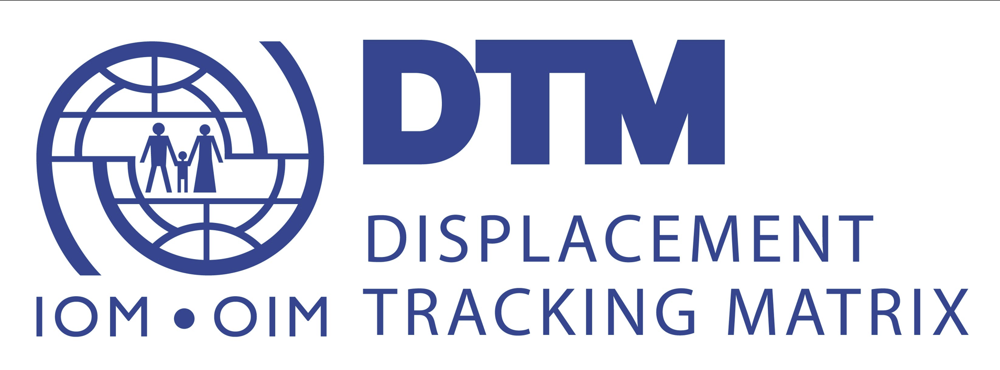 IOM • OIM
DTM
DISPLACEMENT
TRACKING MATRIX